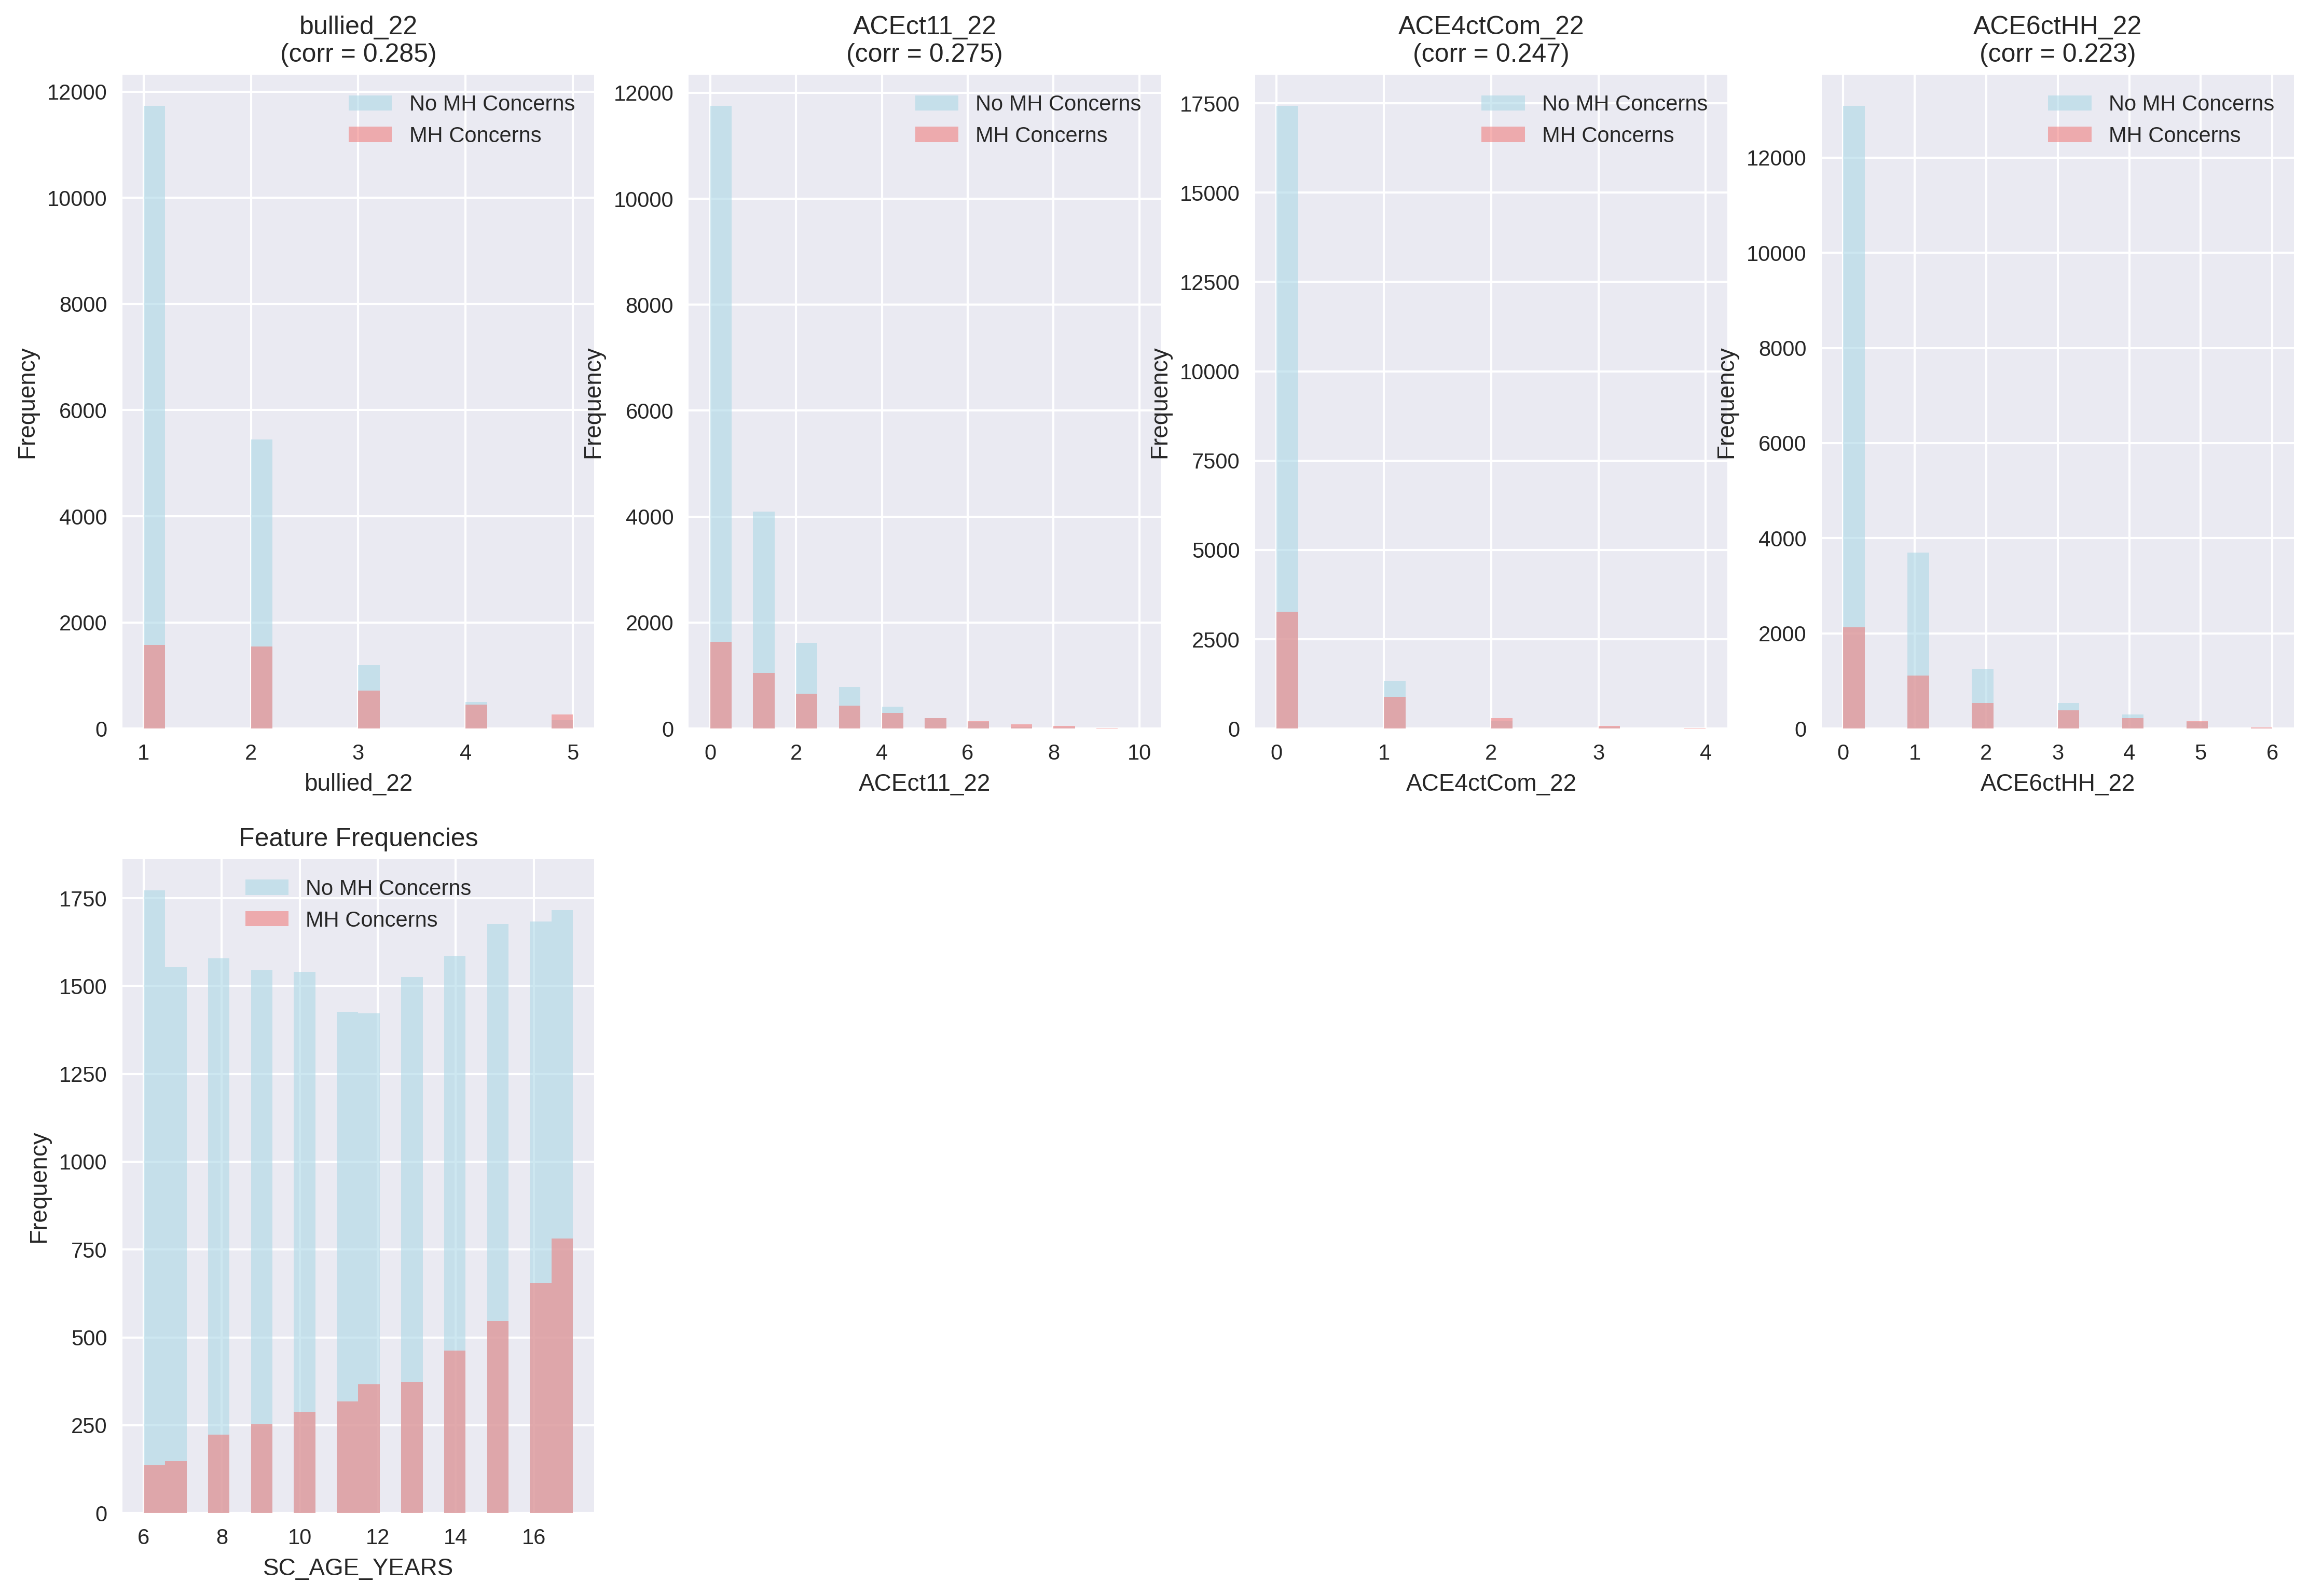 bullied_22
(corr = 0.285)
No MH Concerns
MH Concerns
12000
10000
8000
6000
4000
2000
0
Frequency
1 2 3 4 5
bullied_22
ACEct11_22
(corr = 0.275)
No MH Concerns
MH Concerns
12000
10000
8000
6000
4000
2000
0
Frequency
0 2 4 6 8 10
ACEct11_22
ACE4ctCom_22
(corr = 0.247)
No MH Concerns
MH Concerns
17500
15000
12500
10000
7500
5000
2500
0
Frequency
0 1 2 3 4
ACE4ctCom_22
ACE6ctHH_22
(corr = 0.223)
No MH Concerns
MH Concerns
12000
10000
8000
6000
4000
2000
0
Frequency
0 1 2 3 4 5 6
ACE6ctHH_22
Feature Frequencies
No MH Concerns
MH Concerns
1750
1500
1250
1000
750
500
250
0
Frequency
6 8 10 12 14 16
SC_AGE_YEARS